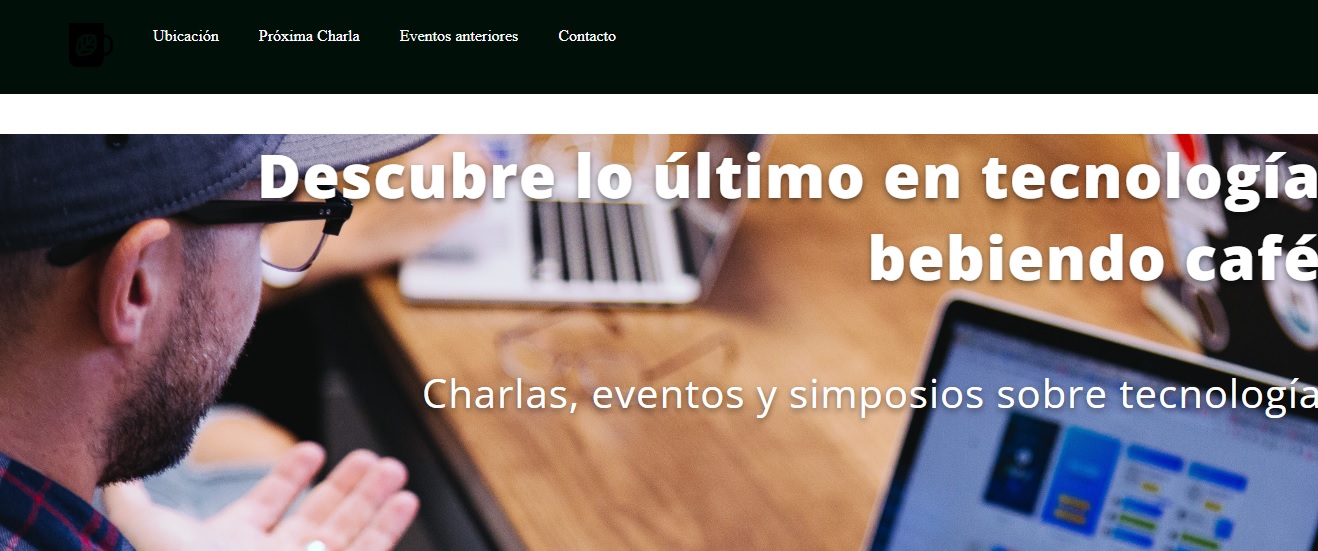 Ubicación Próxima Charla Eventos anteriores Contacto
Descubre lo último en tecnología
bebiendo café
Charlas, eventos y simposios sobre tecnología